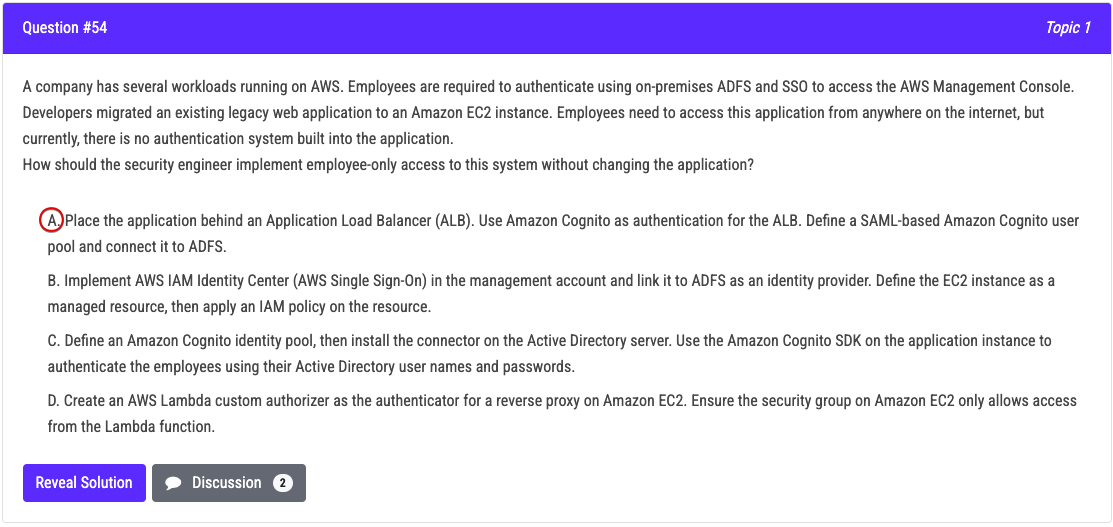 Question #54
Topic 1
A company has several workloads running on AWS. Employees are required to authenticate using on-premises ADFS and SSO to access the AWS Management Console.
Developers migrated an existing legacy web application to an Amazon EC2 instance. Employees need to access this application from anywhere on the internet, but
currently, there is no authentication system built into the application.
How should the security engineer implement employee-only access to this system without changing the application?
A. Place the application behind an Application Load Balancer (ALB). Use Amazon Cognito as authentication for the ALB. Define a SAML-based Amazon Cognito user
pool and connect it to ADFS.
B. Implement AWS IAM Identity Center (AWS Single Sign-On) in the management account and link it to ADFS as an identity provider. Define the EC2 instance as a
managed resource, then apply an IAM policy on the resource.
C. Define an Amazon Cognito identity pool, then install the connector on the Active Directory server. Use the Amazon Cognito SDK on the application instance to
authenticate the employees using their Active Directory user names and passwords.
D. Create an AWS Lambda custom authorizer as the authenticator for a reverse proxy on Amazon EC2. Ensure the security group on Amazon EC2 only allows access
from the Lambda function.
Reveal Solution
Discussion 2